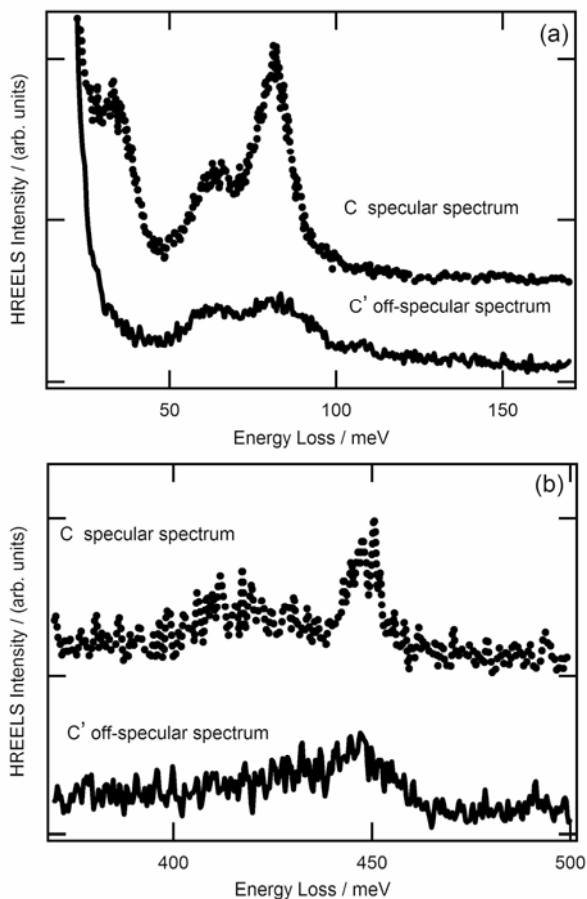 (a)
HREELS Intensity / (arb. units)
C specular spectrum
C' off-specular spectrum
50
100
150
Energy Loss / meV
(b)
HREELS Intensity / (arb. units)
C specular spectrum
C' off-specular spectrum
400
450
500
Energy Loss / meV